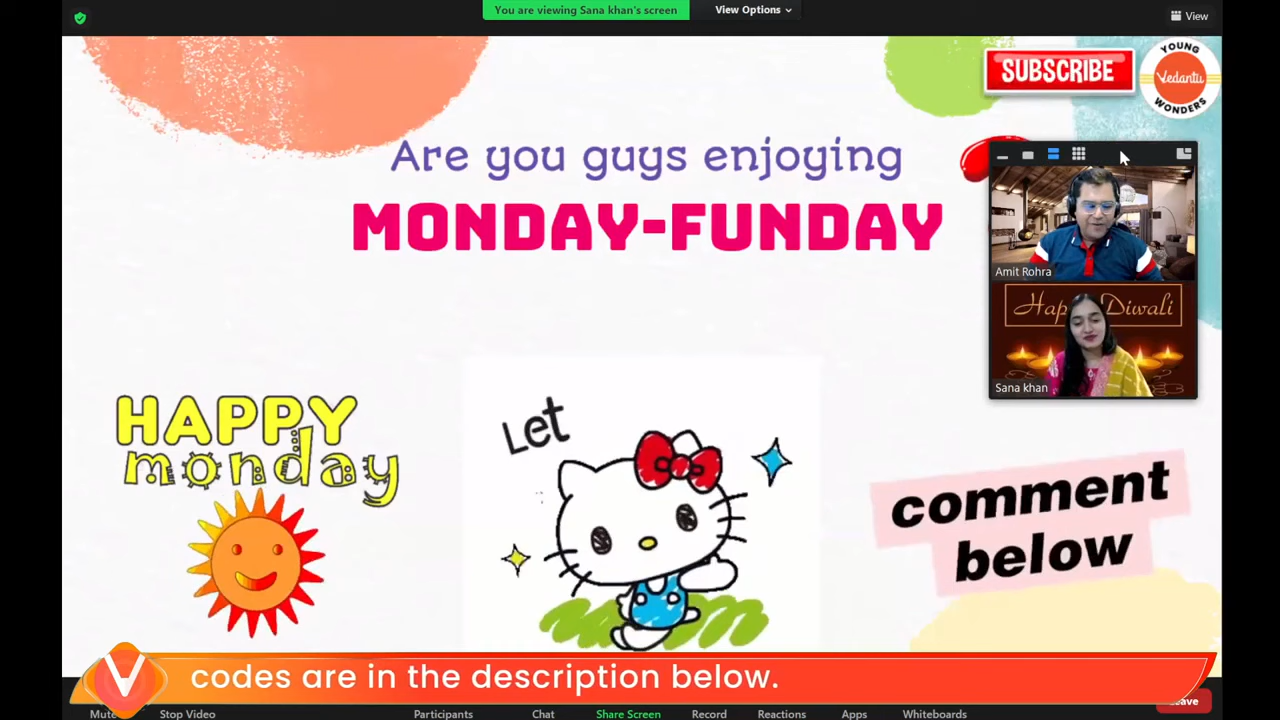 You are viewing Sana khan's screen
View Options
View
SUBSCRIBE
YOUNG
Vedantu
WONDERS
Are you guys enjoying
MONDAY-FUNDAY
Amit Rohra
Happy Diwali
Sana khan
HAPPY
monday
Let
comment
below
V codes are in the description below.
Mute
Stop Video
Participants
Chat
Share Screen
Record
Reactions
Apps
Whiteboards
Leave